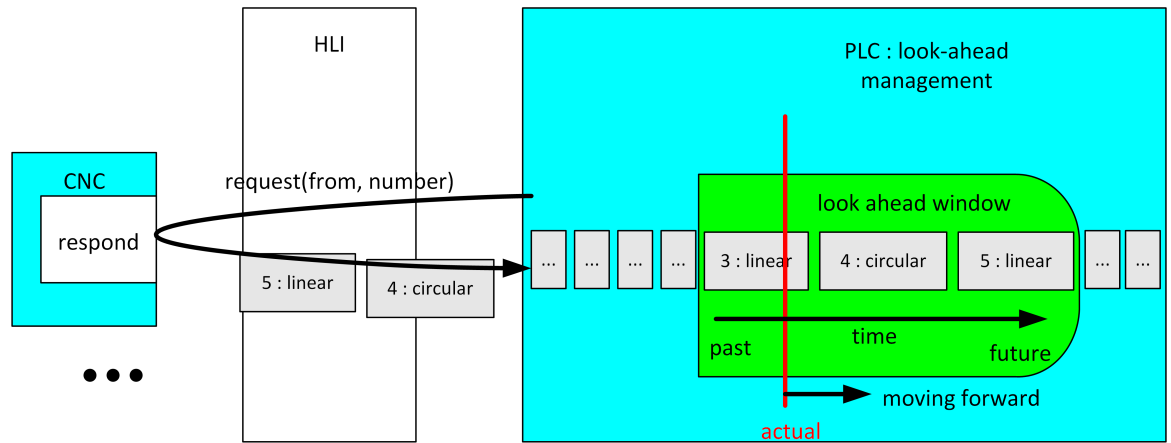 HLI
PLC : look-ahead
management
CNC
request(from, number)
respond
look ahead window
5 : linear
4 : circular
...
...
...
...
3 : linear
4 : circular
5 : linear
...
...
past
time
future
moving forward
actual